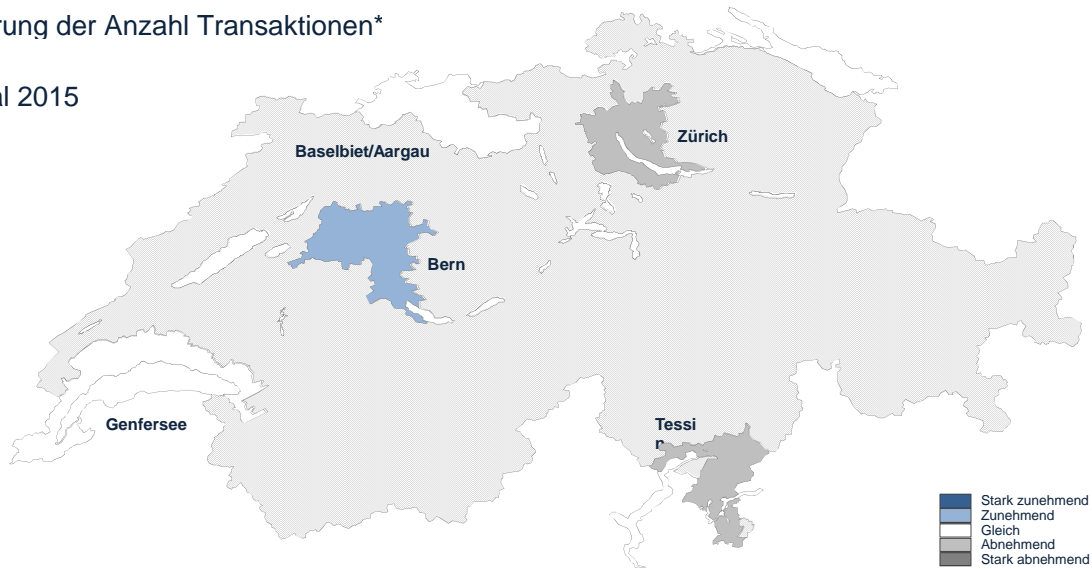 rung der Anzahl Transaktionen*
al 2015
Zürich
Baselbiet/Aargau
Bern
Genfersee
Tessi
n
Stark zunehmend
Zunehmend
Gleich
Abnehmend
Stark abnehmend